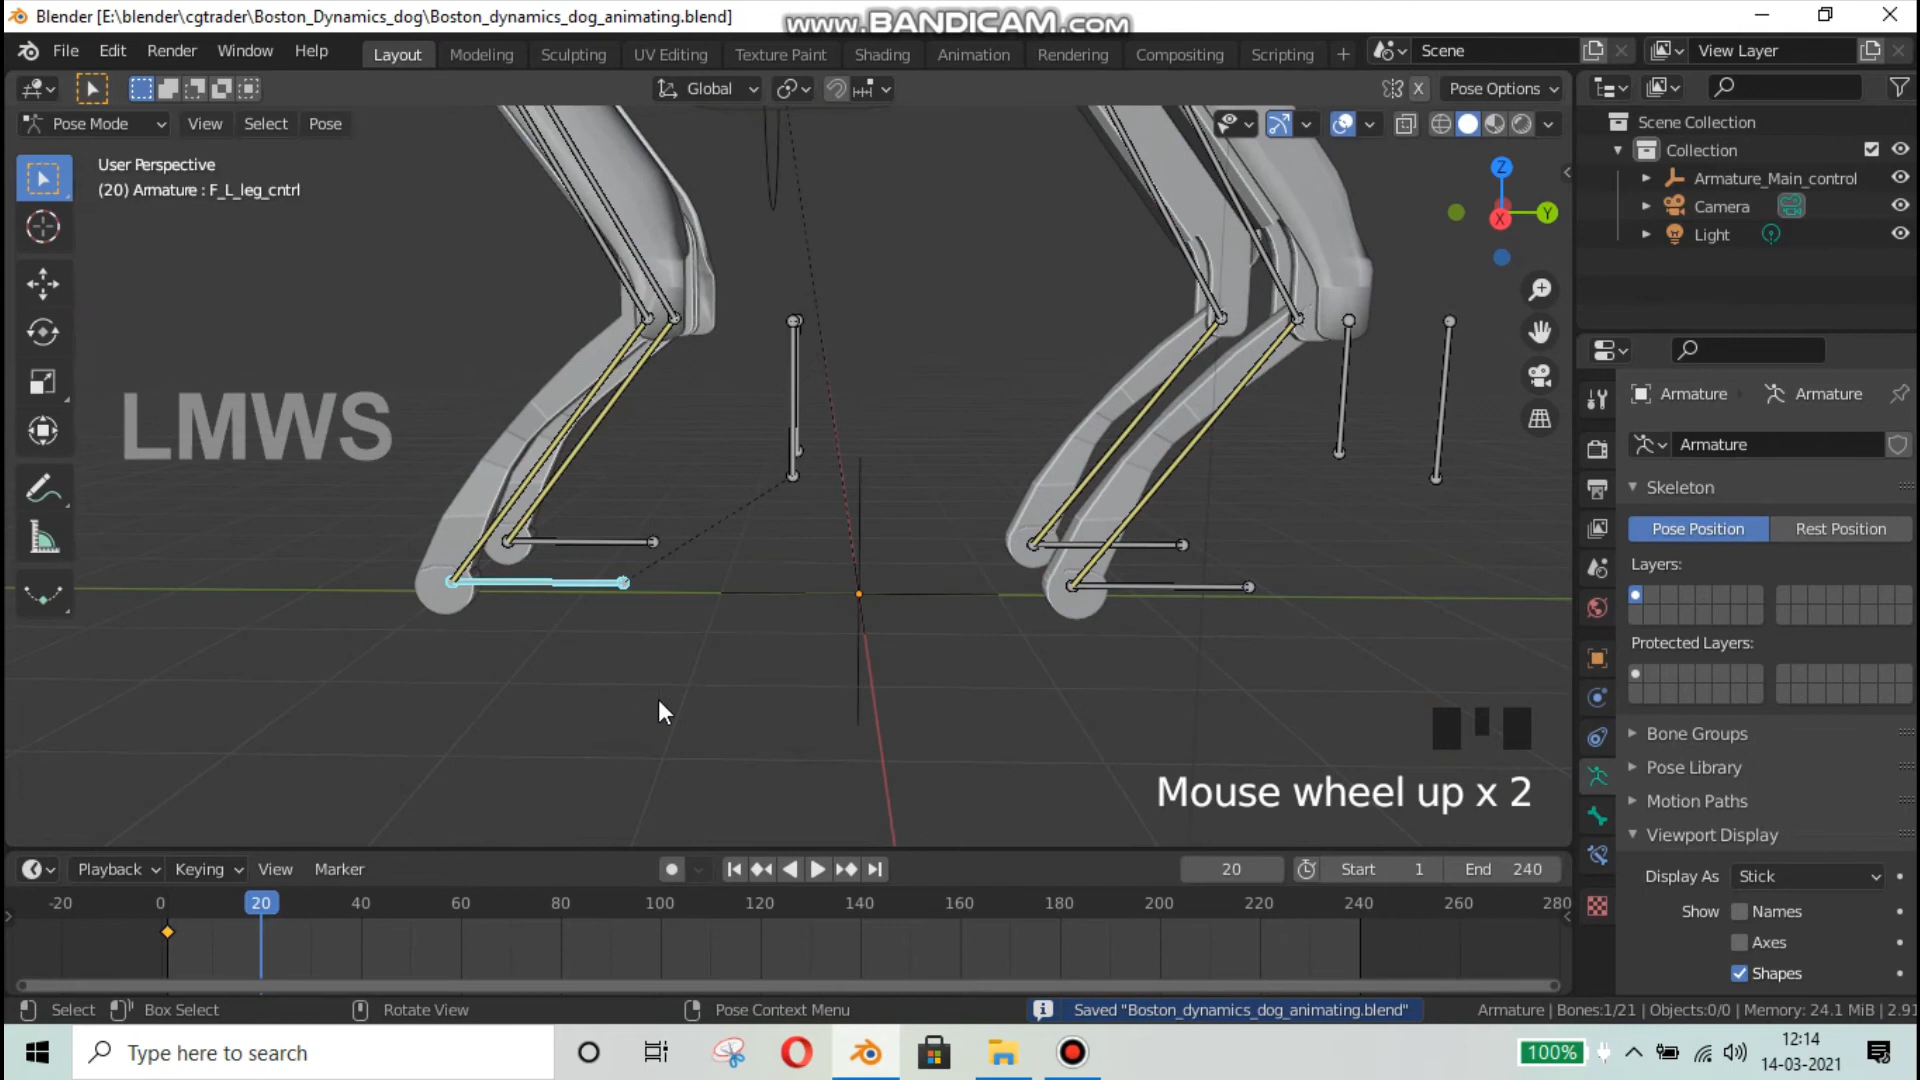 Blender [E:\blender\cgtrader\Boston_Dynamics_dog\Boston_dynamics_dog_animating.blend]
www.BANDICAM.com
File Edit Render Window Help
Layout Modeling Sculpting UV Editing Texture Paint Shading Animation Rendering Compositing Scripting +
Scene
View Layer
Global
X
Pose Options
Pose Mode View Select Pose
User Perspective
(20) Armature : F_L_leg_cntrl
Z
Y
X
Scene Collection
Collection
Armature_Main_control
Camera
Light
LMWS
Armature Armature
Armature
Skeleton
Pose Position Rest Position
Layers:
Protected Layers:
Bone Groups
Pose Library
Motion Paths
Viewport Display
Display As Stick
Show Names
Axes
Shapes
Mouse wheel up x 2
Playback Keying View Marker
20 Start 1 End 240
-20 0 20 40 60 80 100 120 140 160 180 200 220 240 260 280
Select Box Select Rotate View Pose Context Menu
Saved "Boston_dynamics_dog_animating.blend"
Armature | Bones:1/21 | Objects:0/0 | Memory: 24.1 MiB | 2.91
Type here to search
100%
12:14
14-03-2021